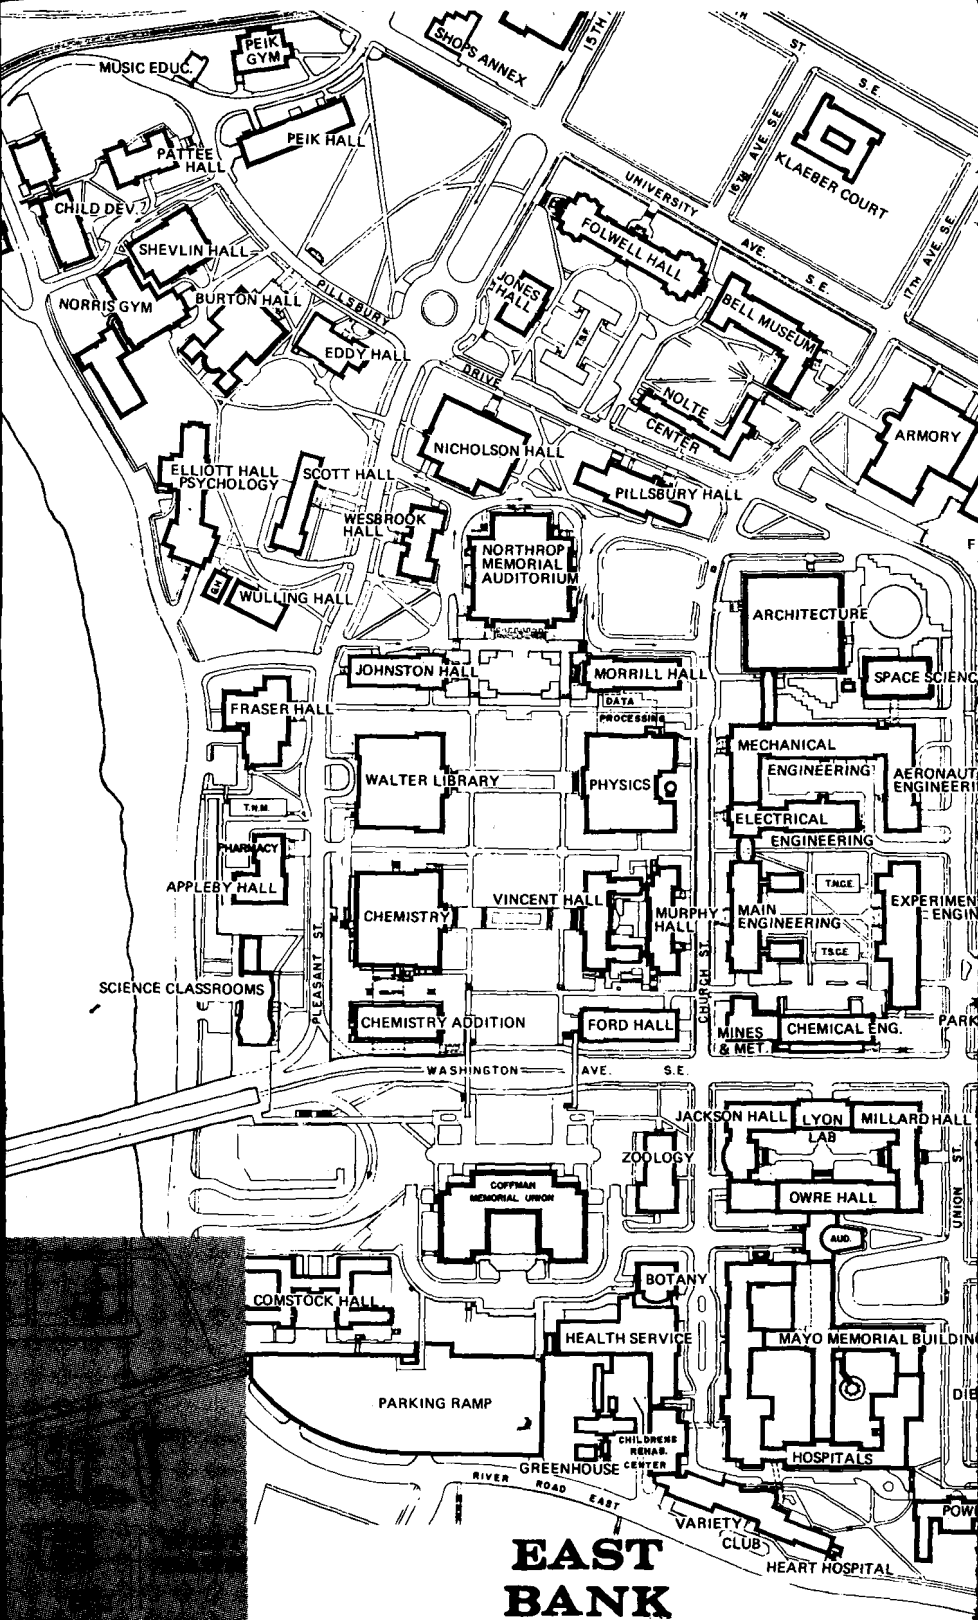 SHOPS ANNEX
15TH
TH
ST.
S.E.
PEIK
GYM
MUSIC EDUC.
PEIK HALL
PATTEE
HALL
16TH AVE. S.E.
KLAEBER COURT
UNIVERSITY
AVE.
S.E.
17TH AVE. S.E.
CHILD DEV.
SHEVLIN HALL
FOLWELL HALL
NORRIS GYM
BURTON HALL
PILLSBURY
DRIVE
JONES
HALL
BELL MUSEUM
EDDY HALL
NOLTE
CENTER
ARMORY
NICHOLSON HALL
ELLIOTT HALL
PSYCHOLOGY
SCOTT HALL
PILLSBURY HALL
WESBROOK
HALL
NORTHROP
MEMORIAL
AUDITORIUM
F
G.H.
WULLING HALL
ARCHITECTURE
JOHNSTON HALL
MORRILL HALL
SPACE SCIENC
FRASER HALL
DATA
PROCESSING
MECHANICAL
ENGINEERING
WALTER LIBRARY
PHYSICS
AERONAUT
ENGINEERI
T.N.M.
ELECTRICAL
ENGINEERING
PHARMACY
APPLEBY HALL
CHEMISTRY
VINCENT HALL
MURPHY
HALL
MAIN
ENGINEERING
T.N.C.E.
EXPERIMEN
ENGIN
T.S.C.E.
PLEASANT ST.
CHURCH ST.
SCIENCE CLASSROOMS
CHEMISTRY ADDITION
FORD HALL
MINES
& MET.
CHEMICAL ENG.
PARK
WASHINGTON AVE. S.E.
JACKSON HALL
LYON
LAB
MILLARD HALL
ZOOLOGY
UNION ST.
COFFMAN
MEMORIAL UNION
OWRE HALL
AUD.
BOTANY
COMSTOCK HALL
HEALTH SERVICE
MAYO MEMORIAL BUILDING
PARKING RAMP
DIE
CHILDRENS
REHAB.
CENTER
HOSPITALS
GREENHOUSE
RIVER ROAD EAST
VARIETY
CLUB
HEART HOSPITAL
POW
EAST
BANK